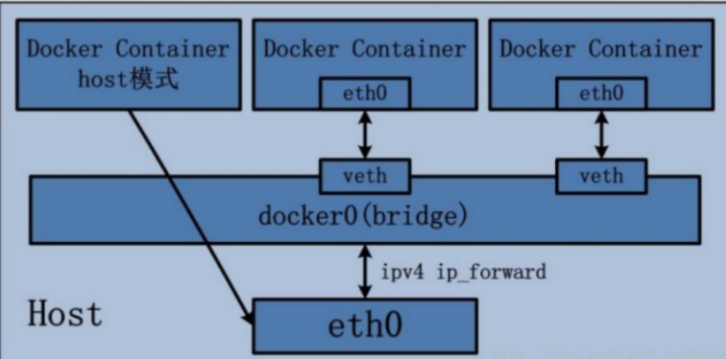 Docker Container
host模式
Docker Container
eth0
Docker Container
eth0
veth
veth
docker0(bridge)
ipv4 ip_forward
Host
eth0